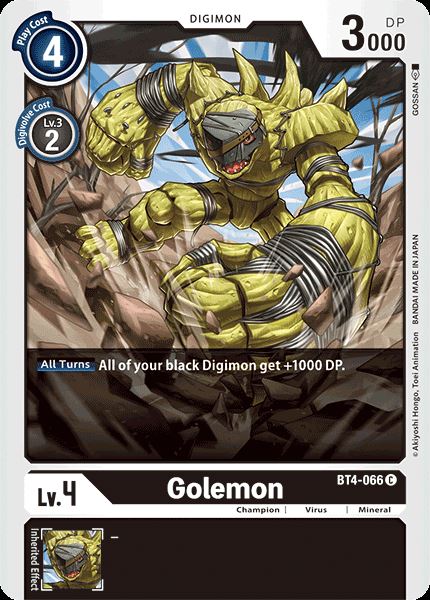 DIGIMON
Play Cost
4
DP
3000
Digivolve Cost
Lv.3
2
GOSSAN
© Akiyoshi Hongo, Toei Animation BANDAI MADE IN JAPAN
All Turns All of your black Digimon get +1000 DP.
BT4-066 C
Lv.4 Golemon
Champion | Virus | Mineral
Inherited Effect
-